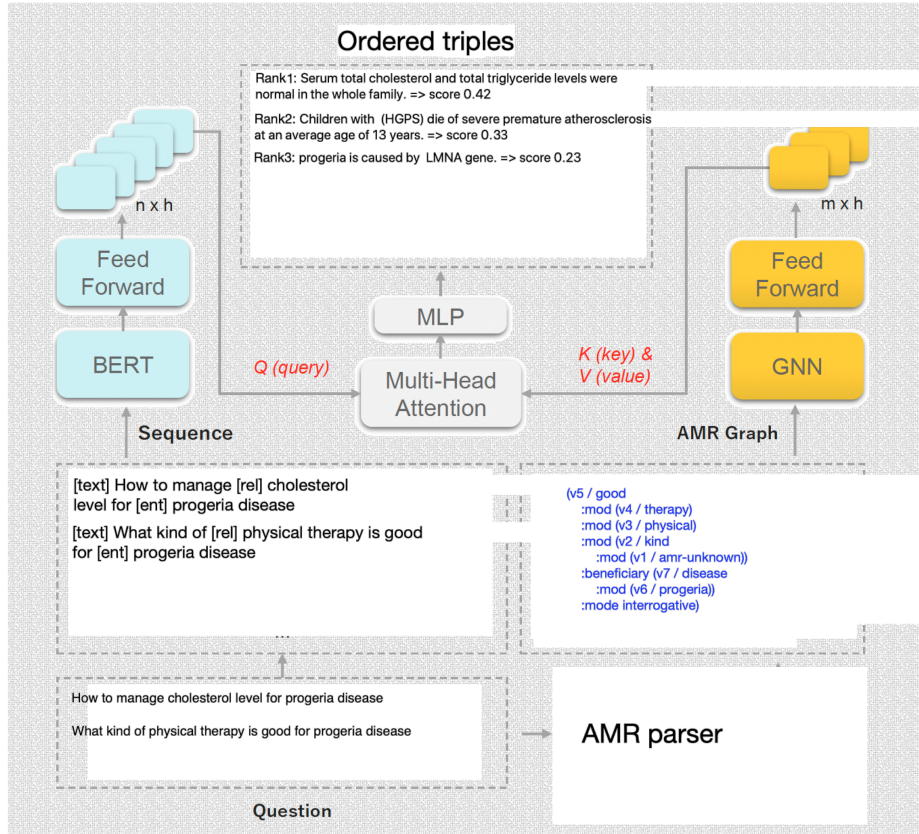 Ordered triples
Rank1: Serum total cholesterol and total triglyceride levels were
normal in the whole family. => score 0.42
Rank2: Children with (HGPS) die of severe premature atherosclerosis
at an average age of 13 years. => score 0.33
Rank3: progeria is caused by LMNA gene. => score 0.23
n x h
m x h
Feed
Forward
Feed
Forward
MLP
BERT
Q (query)
Multi-Head
Attention
K (key) &
V (value)
GNN
Sequence
AMR Graph
[text] How to manage [rel] cholesterol
level for [ent] progeria disease
[text] What kind of [rel] physical therapy is good
for [ent] progeria disease
...
(v5 / good
:mod (v4 / therapy)
:mod (v3 / physical)
:mod (v2 / kind
:mod (v1 / amr-unknown))
:beneficiary (v7 / disease
:mod (v6 / progeria))
:mode interrogative)
How to manage cholesterol level for progeria disease
What kind of physical therapy is good for progeria disease
AMR parser
Question